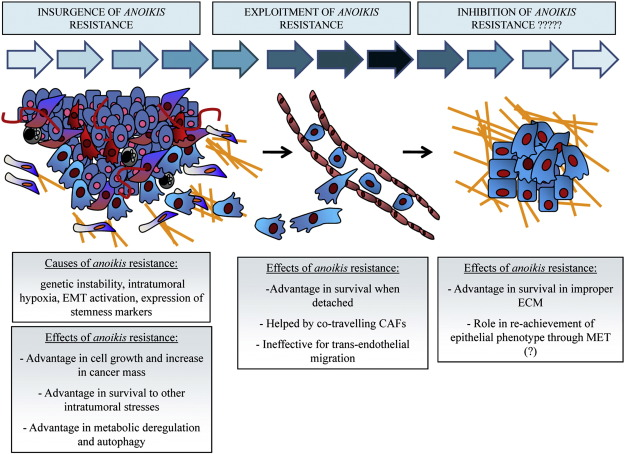 INSURGENCE OF ANOIKIS
RESISTANCE
EXPLOITMENT OF ANOIKIS
RESISTANCE
INHIBITION OF ANOIKIS
RESISTANCE ?????
Causes of anoikis resistance:
genetic instability, intratumoral
hypoxia, EMT activation, expression of
stemness markers
Effects of anoikis resistance:
- Advantage in cell growth and increase
in cancer mass
- Advantage in survival to other
intratumoral stresses
- Advantage in metabolic deregulation
and autophagy
Effects of anoikis resistance:
-Advantage in survival when
detached
- Helped by co-travelling CAFs
- Ineffective for trans-endothelial
migration
Effects of anoikis resistance:
- Advantage in survival in improper
ECM
- Role in re-achievement of
epithelial phenotype through MET
(?)